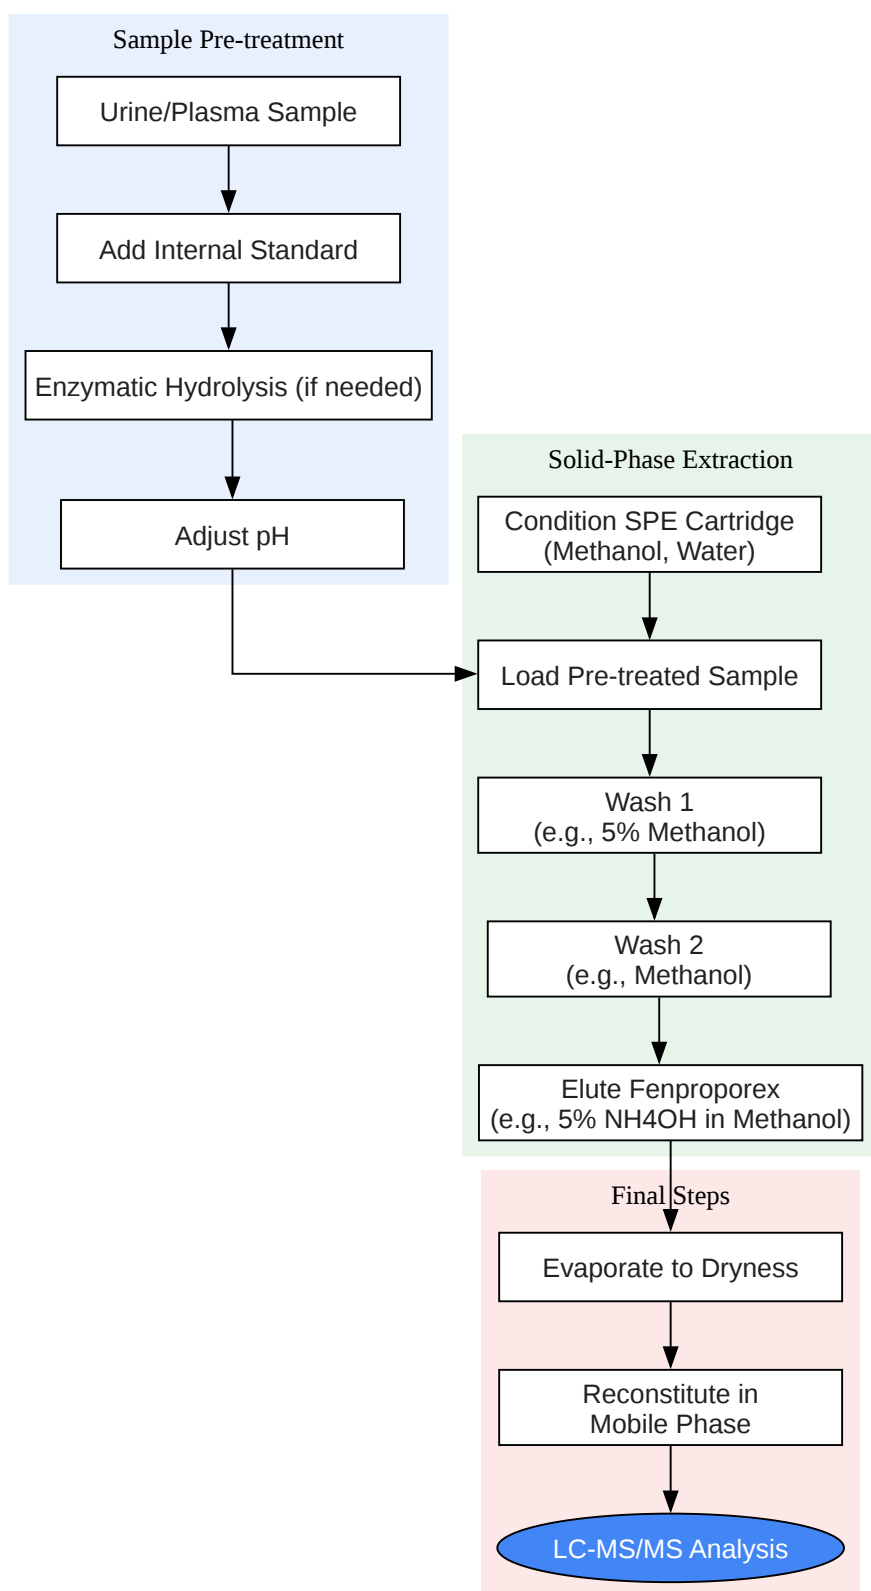 Sample Pre-treatment
Urine/Plasma Sample
Add Internal Standard
Enzymatic Hydrolysis (if needed)
Adjust pH
Solid-Phase Extraction
Condition SPE Cartridge
(Methanol, Water)
Load Pre-treated Sample
Wash 1
(e.g., 5% Methanol)
Wash 2
(e.g., Methanol)
Elute Fenproporex
(e.g., 5% NH4OH in Methanol)
Final Steps
Evaporate to Dryness
Reconstitute in
Mobile Phase
LC-MS/MS Analysis